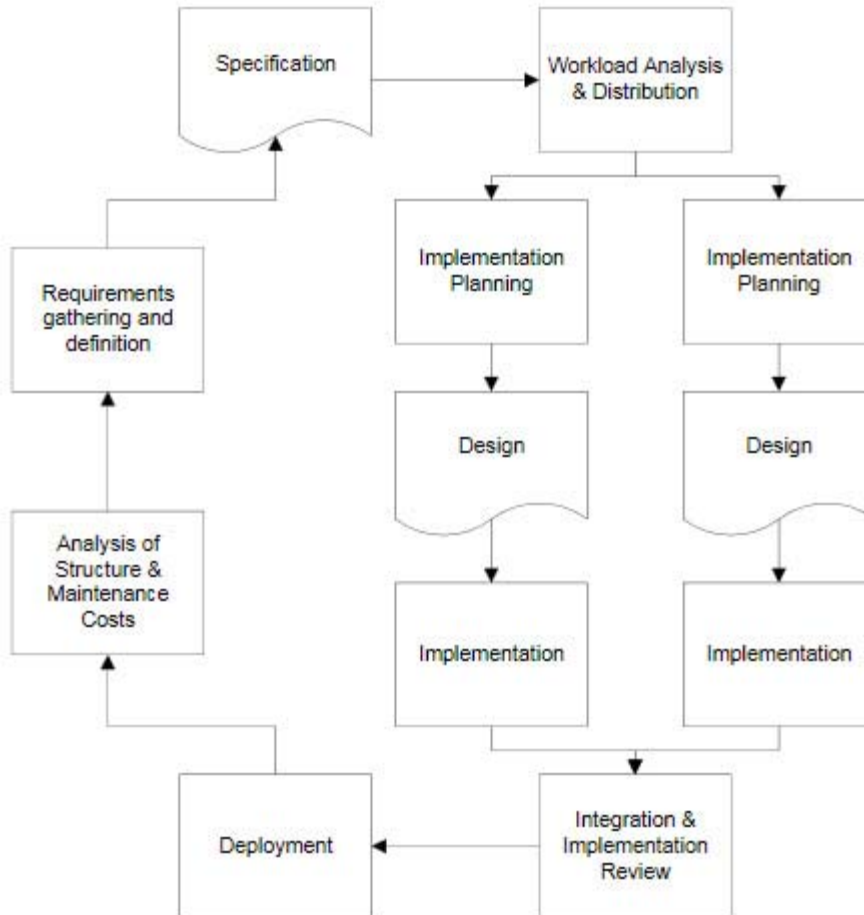 Specification
Workload Analysis
& Distribution
Implementation
Planning
Implementation
Planning
Requirements
gathering and
definition
Design
Design
Analysis of
Structure &
Maintenance
Costs
Implementation
Implementation
Deployment
Integration &
Implementation
Review